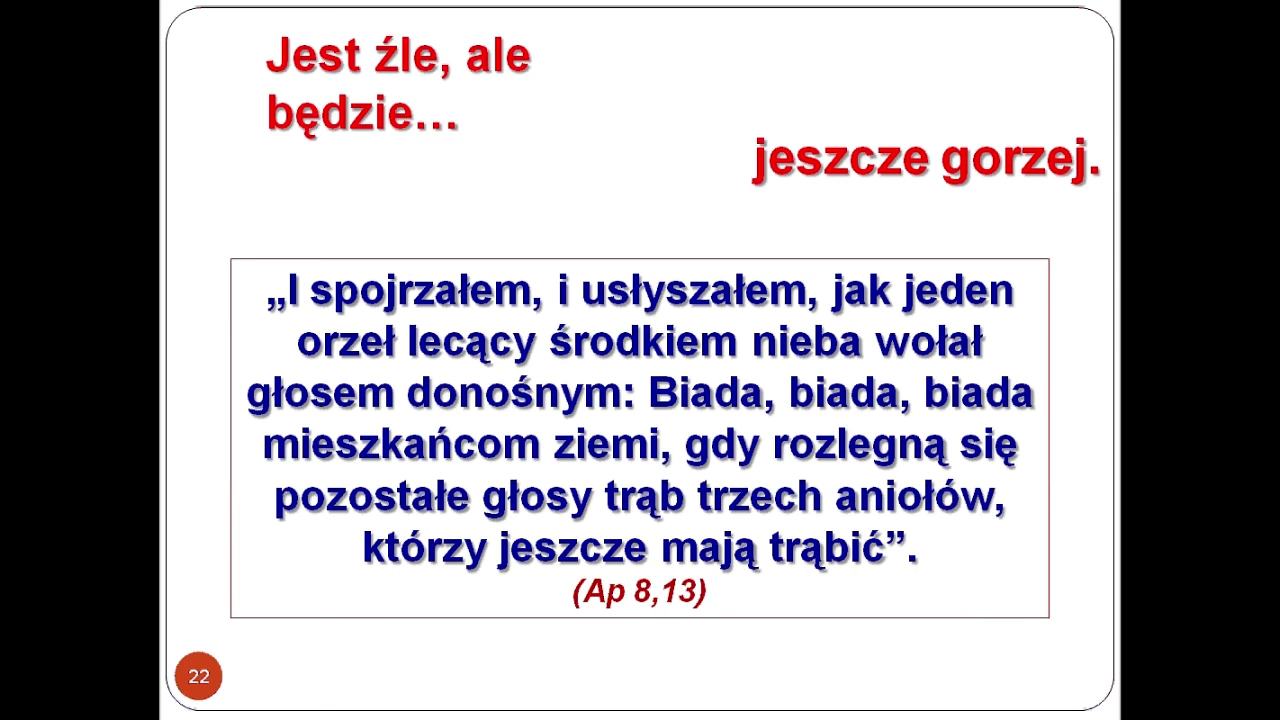 Jest źle, ale
będzie…
jeszcze gorzej.
„I spojrzałem, i usłyszałem, jak jeden
orzeł lecący środkiem nieba wołał
głosem donośnym: Biada, biada, biada
mieszkańcom ziemi, gdy rozlegną się
pozostałe głosy trąb trzech aniołów,
którzy jeszcze mają trąbić”.
(Ap 8,13)
22